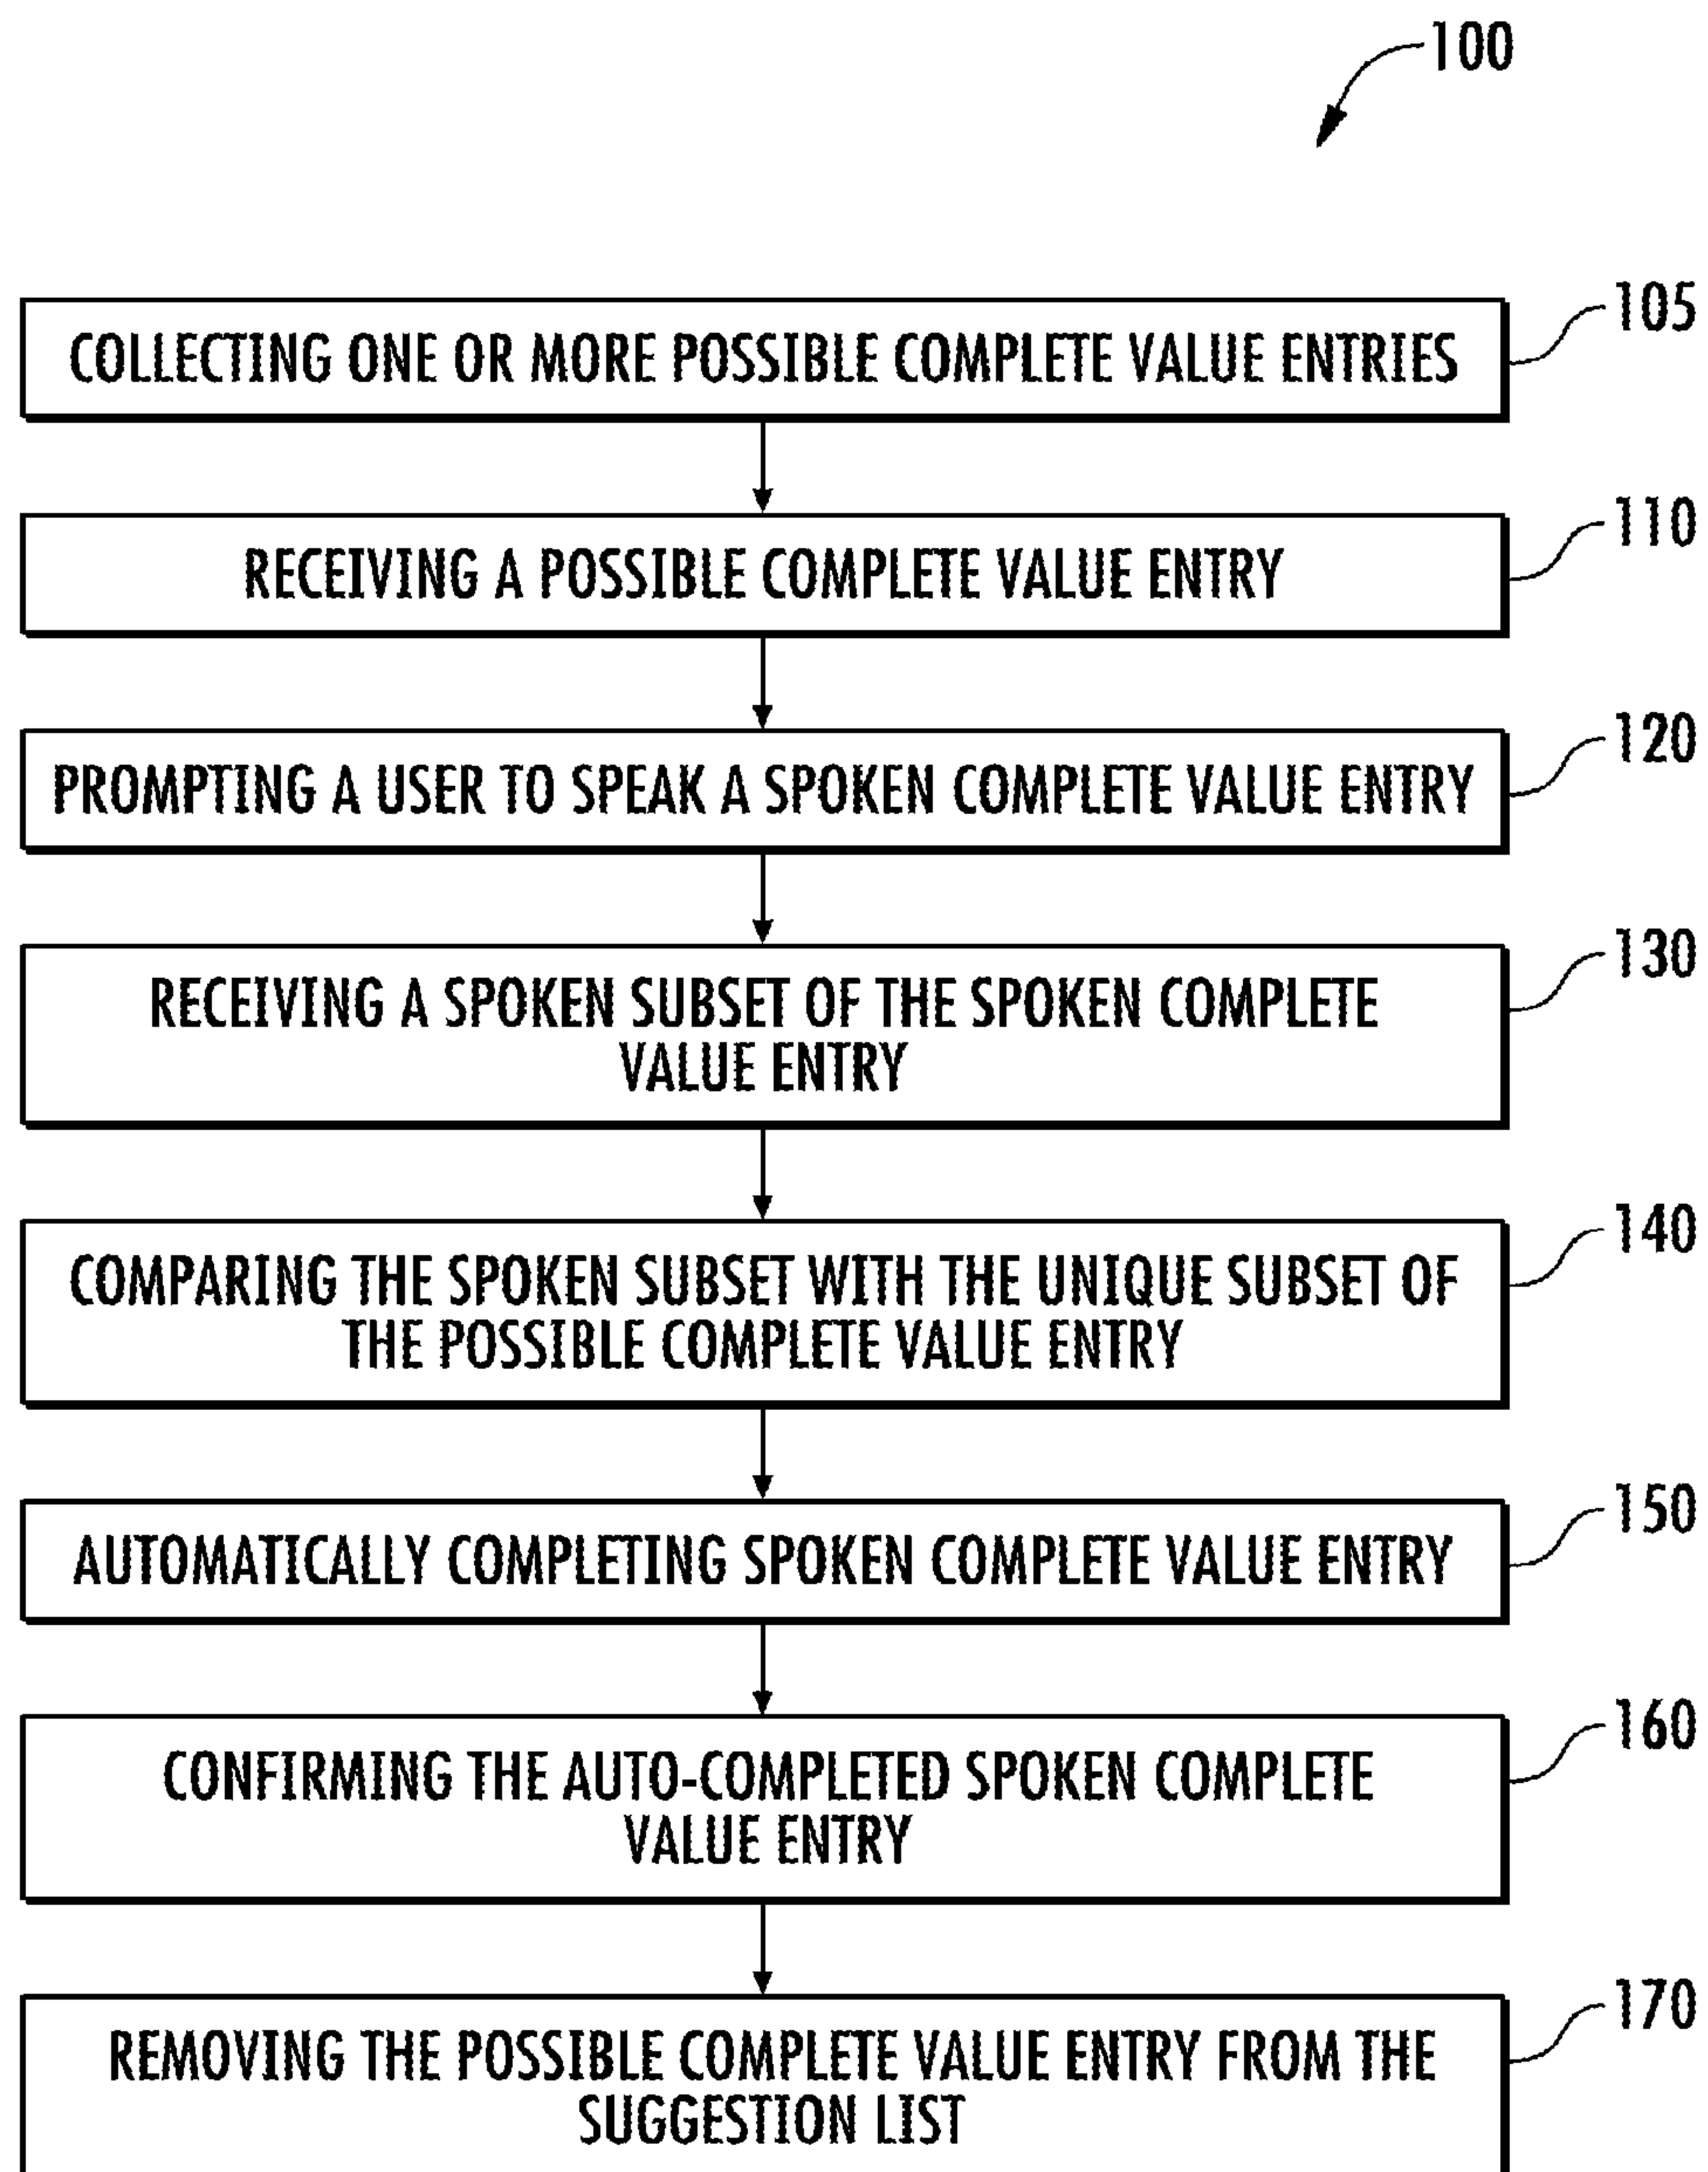 100
COLLECTING ONE OR MORE POSSIBLE COMPLETE VALUE ENTRIES
105
RECEIVING A POSSIBLE COMPLETE VALUE ENTRY
110
PROMPTING A USER TO SPEAK A SPOKEN COMPLETE VALUE ENTRY
120
RECEIVING A SPOKEN SUBSET OF THE SPOKEN COMPLETE
VALUE ENTRY
130
COMPARING THE SPOKEN SUBSET WITH THE UNIQUE SUBSET OF
THE POSSIBLE COMPLETE VALUE ENTRY
140
AUTOMATICALLY COMPLETING SPOKEN COMPLETE VALUE ENTRY
150
CONFIRMING THE AUTO-COMPLETED SPOKEN COMPLETE
VALUE ENTRY
160
REMOVING THE POSSIBLE COMPLETE VALUE ENTRY FROM THE
SUGGESTION LIST
170